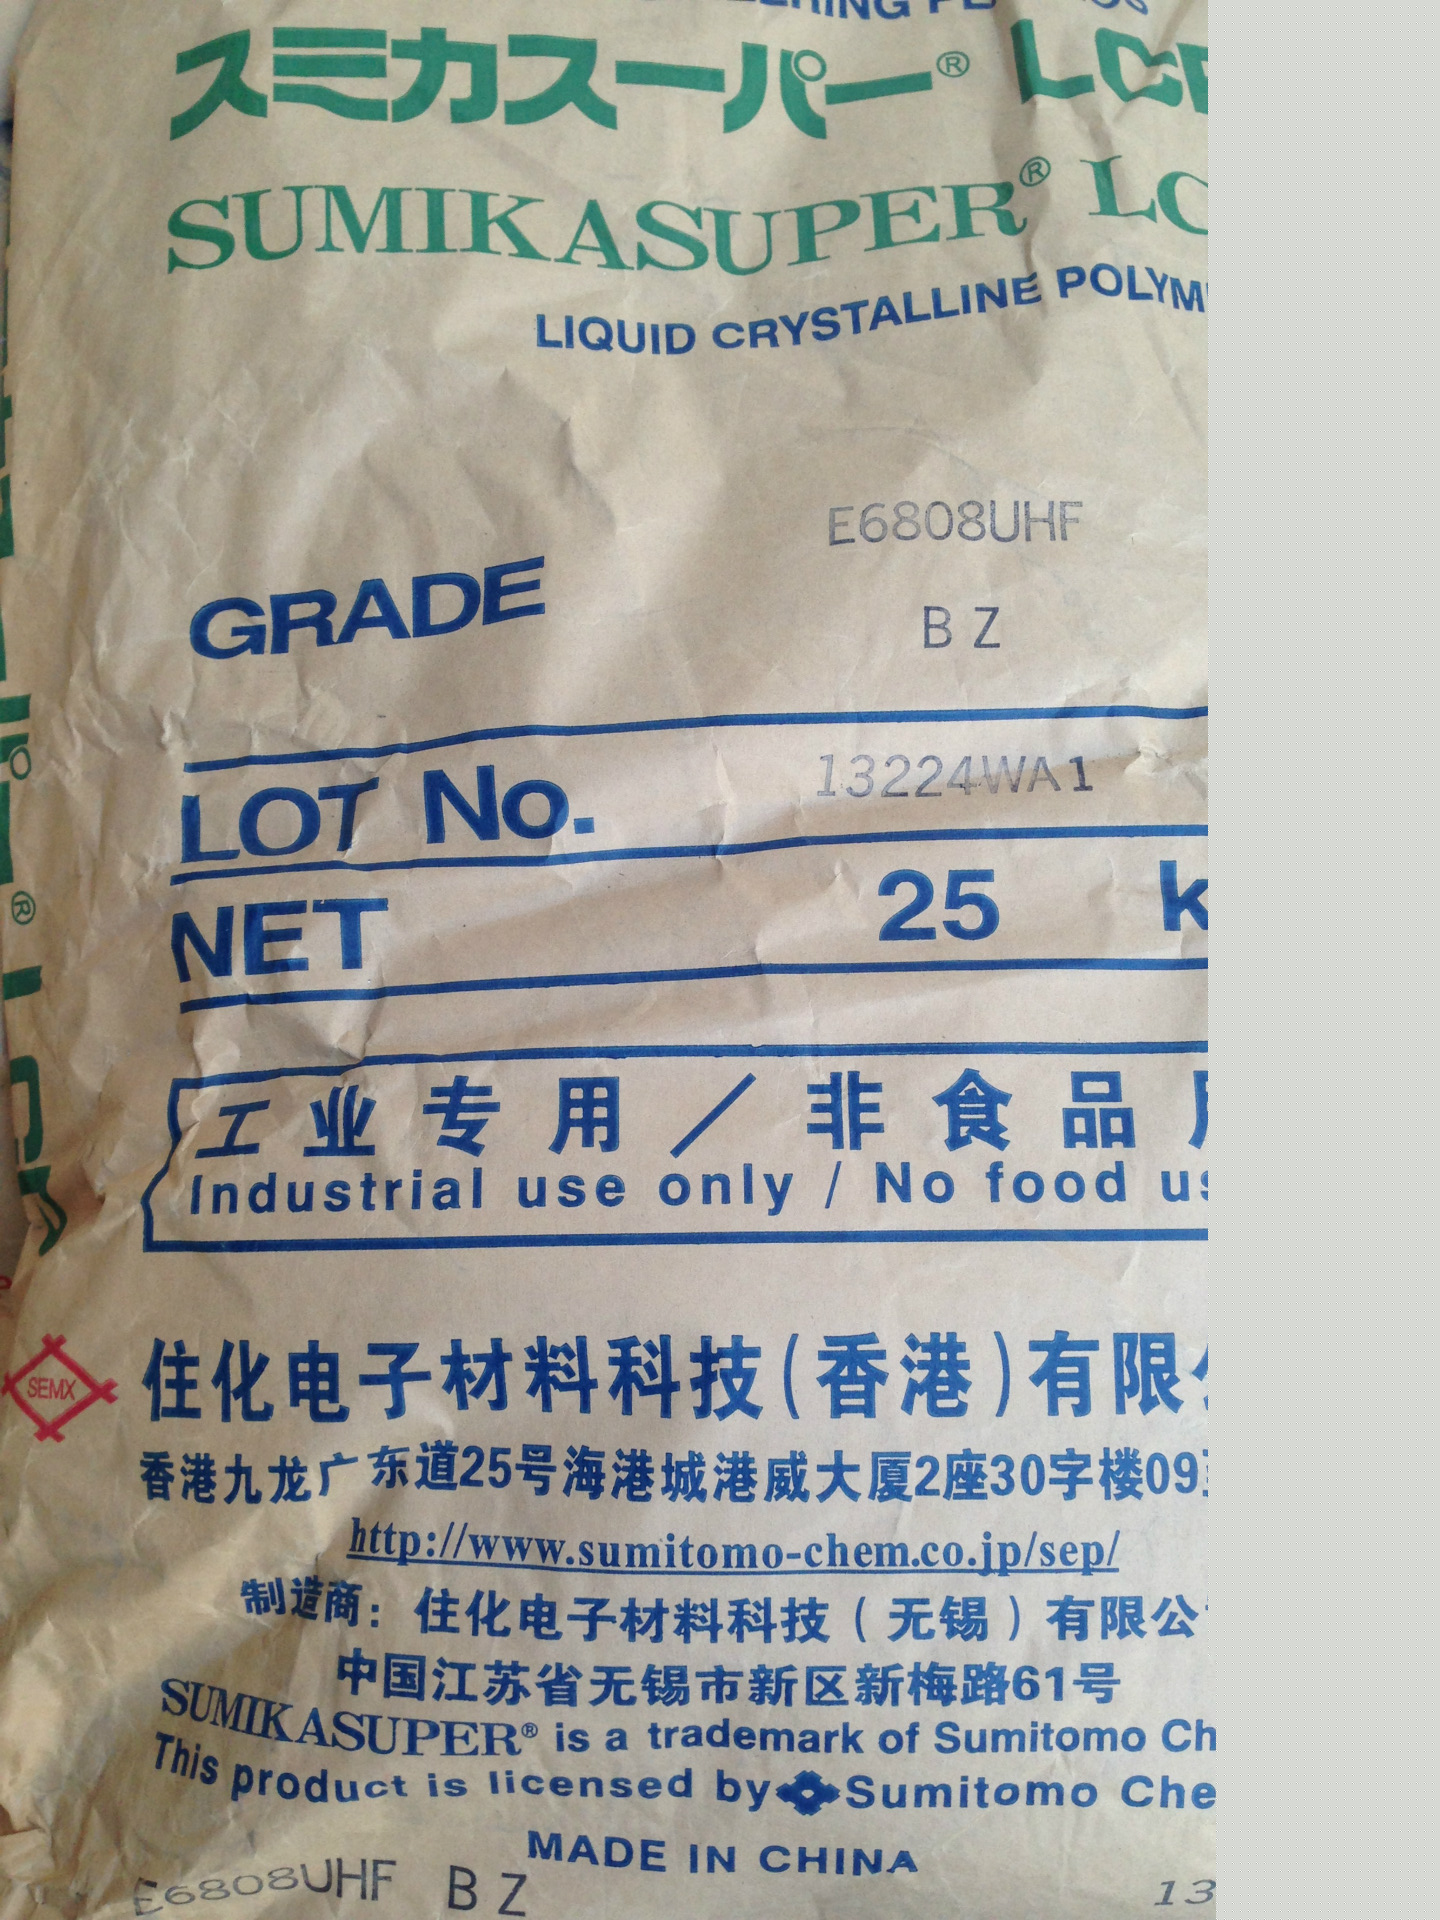 スミカスーパー® LCP
SUMIKASUPER® LC
LIQUID CRYSTALLINE POLYM
E6808UHF
GRADE
B Z
LOT No. 13224WA1
NET 25 k
工业专用／非食品
Industrial use only / No food us
SEMX
住化电子材料科技(香港)有限
香港九龙广东道25号海港城港威大厦2座30字楼09
http://www.sumitomo-chem.co.jp/sep/
制造商: 住化电子材料科技(无锡)有限公
中国江苏省无锡市新区新梅路61号
SUMIKASUPER® is a trademark of Sumitomo Ch
This product is licensed by Sumitomo Che
MADE IN CHINA
E6808UHF B Z
13